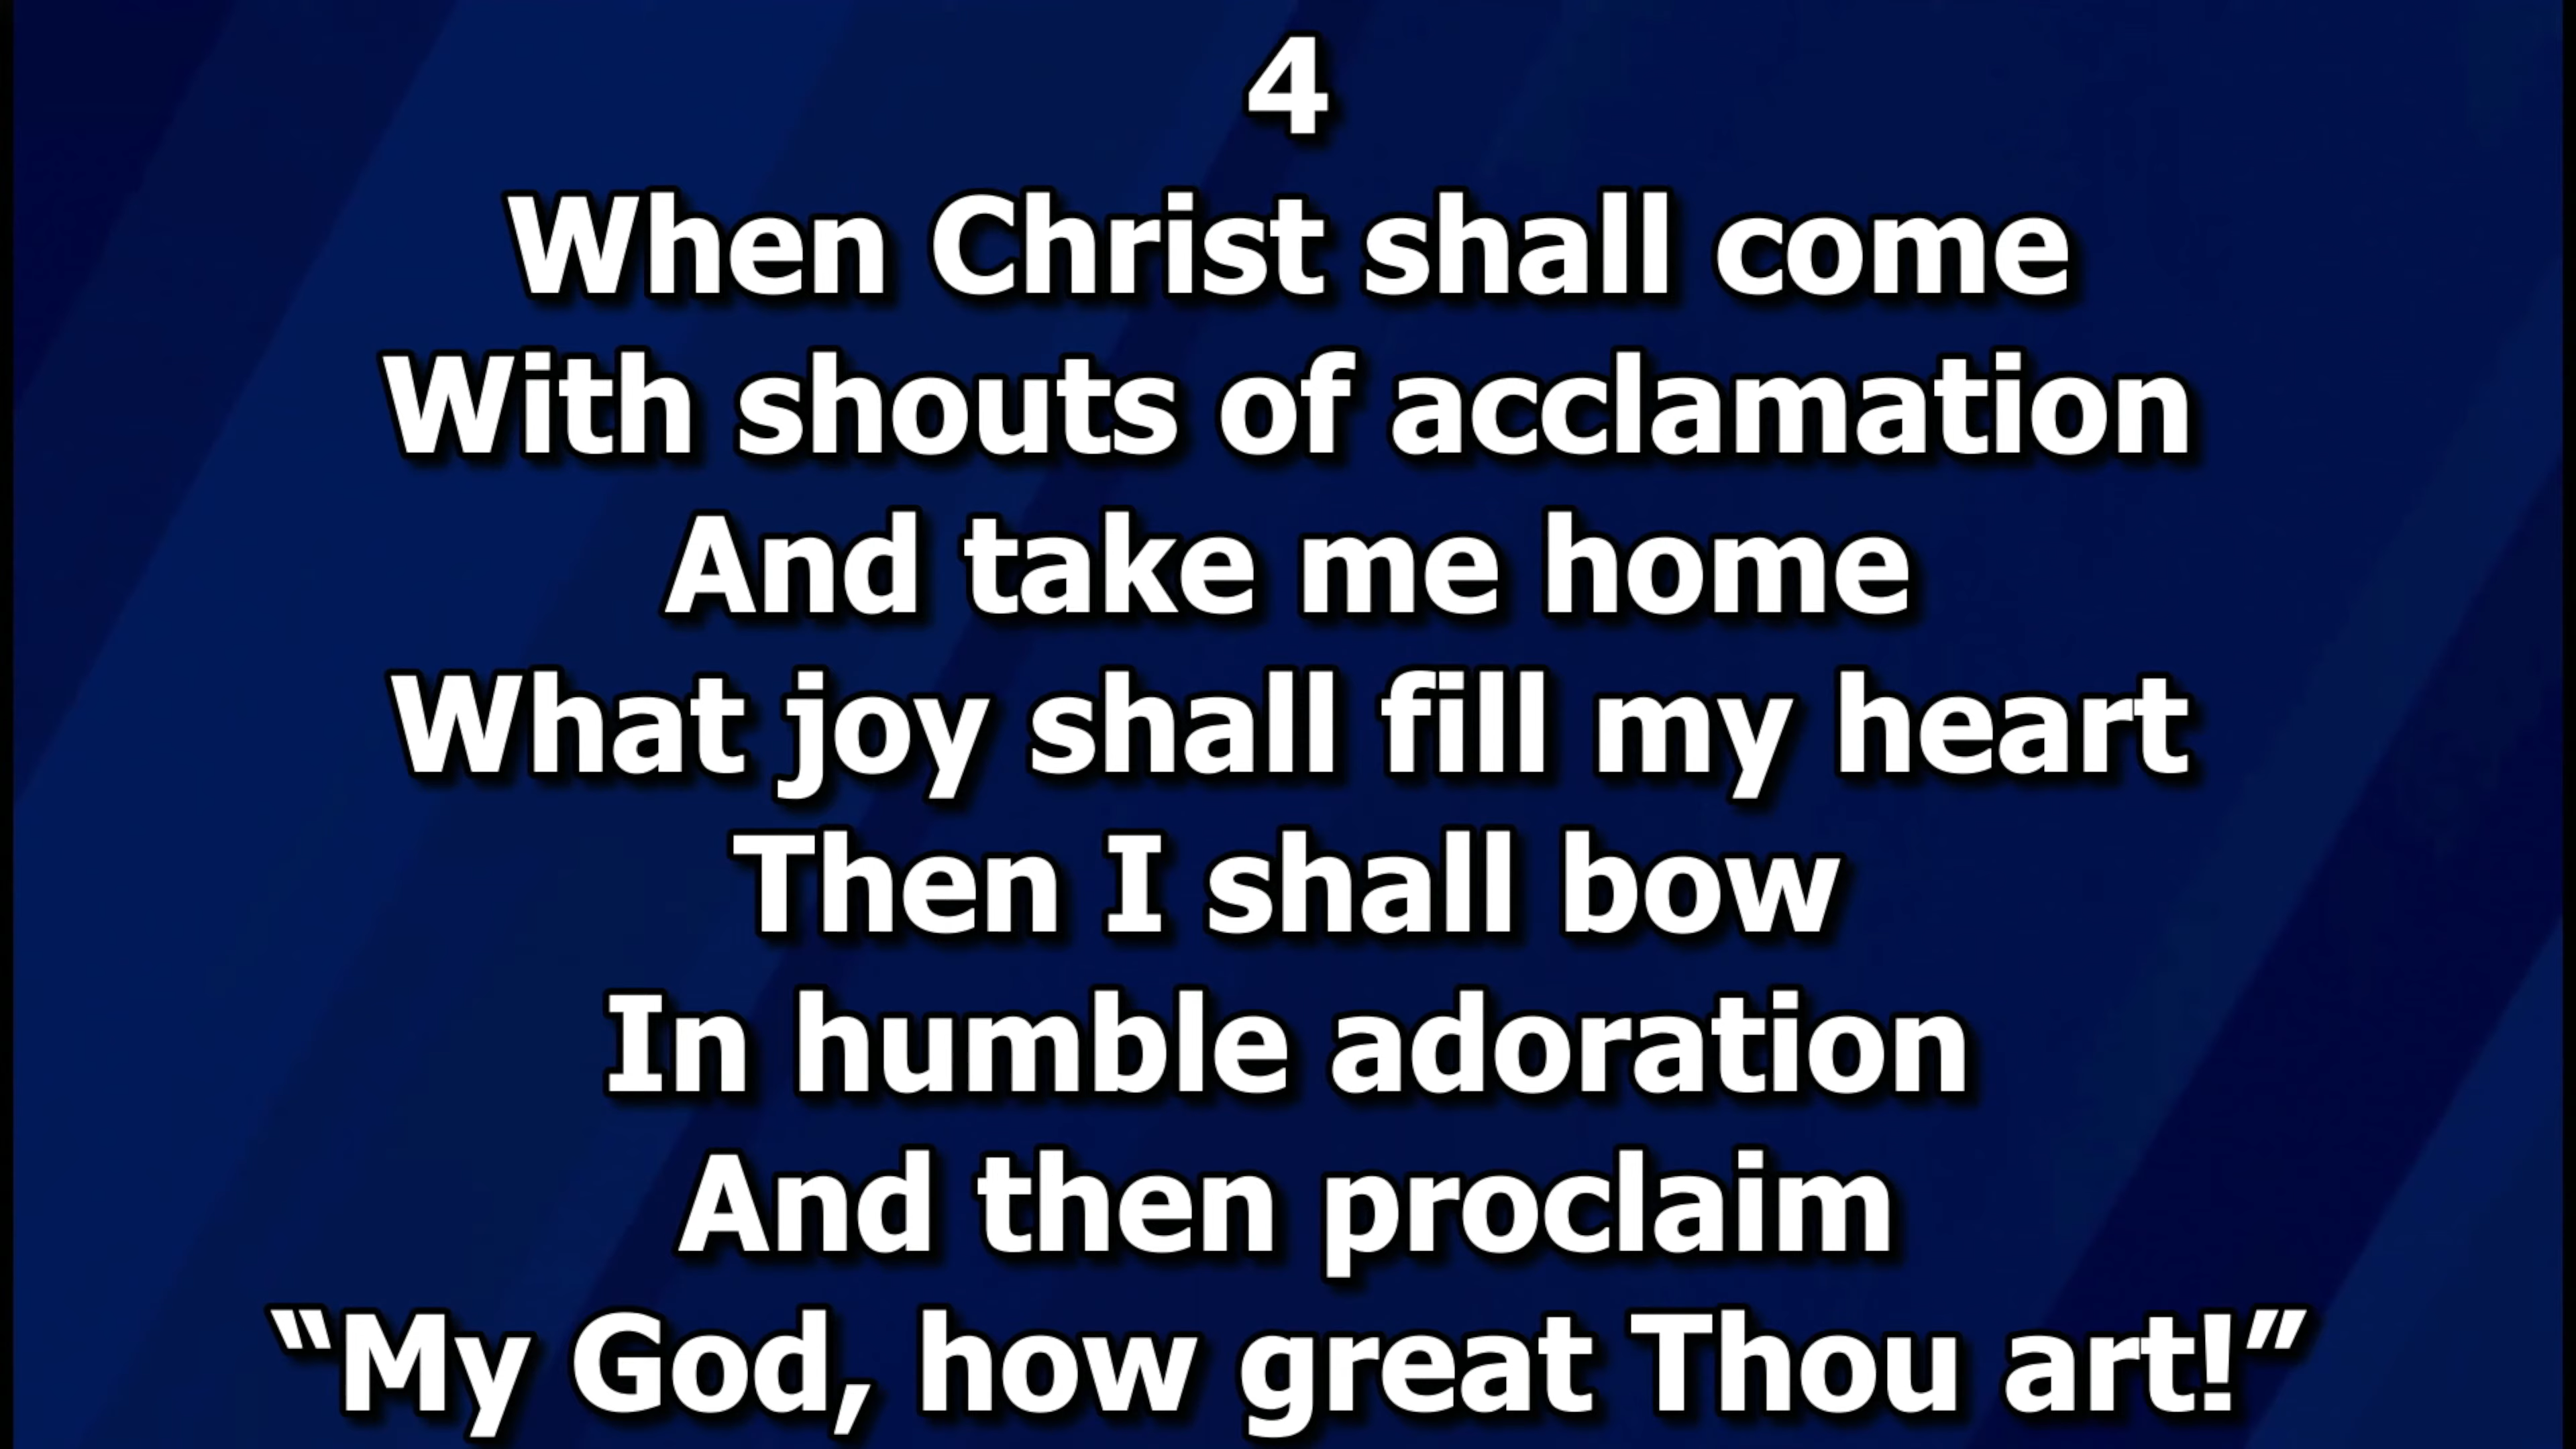 4
When Christ shall come
With shouts of acclamation
And take me home
What joy shall fill my heart
Then I shall bow
In humble adoration
And then proclaim
“My God, how great Thou art!”